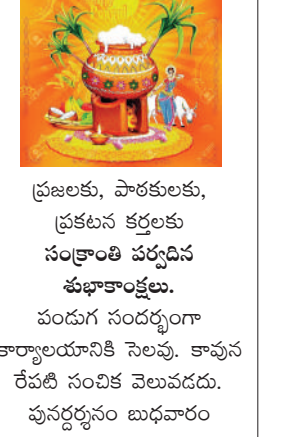 ప్రజలకు, పాఠకులకు,
ప్రకటన కర్తలకు
సంక్రాంతి పర్వదిన
శుభాకాంక్షలు.
పండుగ సందర్భంగా
కార్యాలయానికి సెలవు. కావున
రేపటి సంచిక వెలువడదు.
పునర్దర్శనం బుధవారం